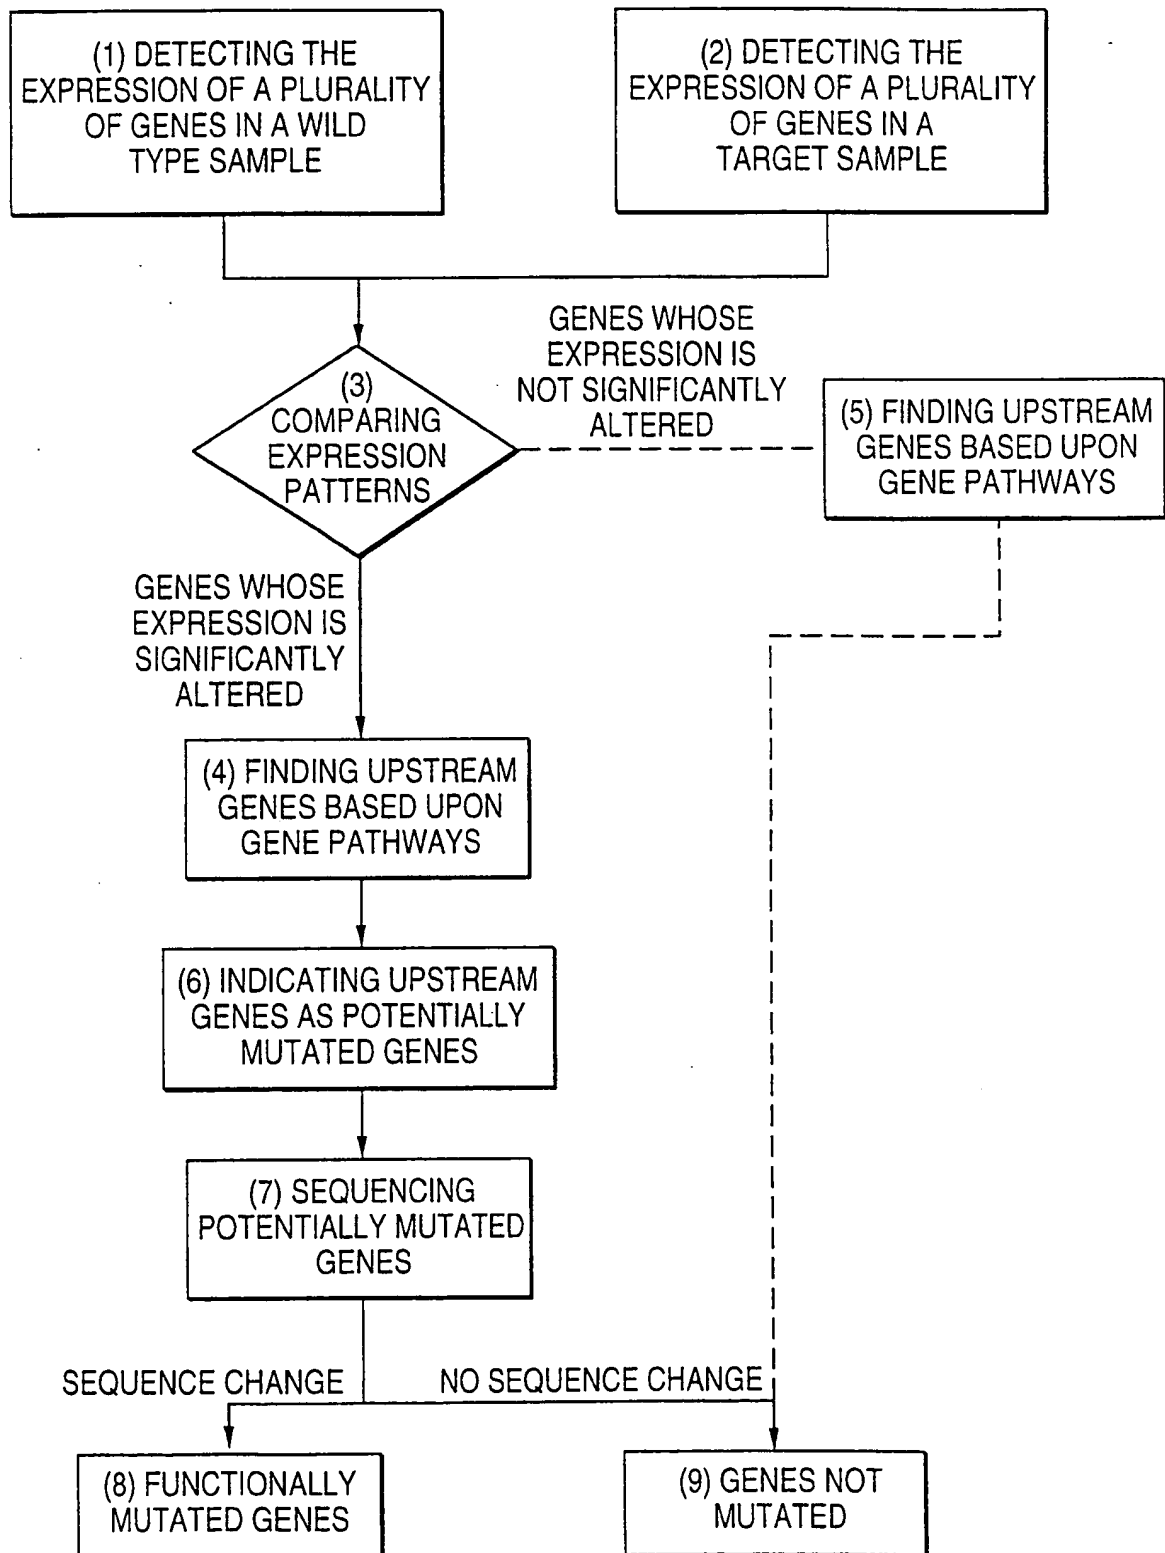 (1) DETECTING THE
EXPRESSION OF A PLURALITY
OF GENES IN A WILD
TYPE SAMPLE
(2) DETECTING THE
EXPRESSION OF A PLURALITY
OF GENES IN A
TARGET SAMPLE
(3)
COMPARING
EXPRESSION
PATTERNS
GENES WHOSE
EXPRESSION IS
NOT SIGNIFICANTLY
ALTERED
(5) FINDING UPSTREAM
GENES BASED UPON
GENE PATHWAYS
GENES WHOSE
EXPRESSION IS
SIGNIFICANTLY
ALTERED
(4) FINDING UPSTREAM
GENES BASED UPON
GENE PATHWAYS
(6) INDICATING UPSTREAM
GENES AS POTENTIALLY
MUTATED GENES
(7) SEQUENCING
POTENTIALLY MUTATED
GENES
SEQUENCE CHANGE
NO SEQUENCE CHANGE
(8) FUNCTIONALLY
MUTATED GENES
(9) GENES NOT
MUTATED